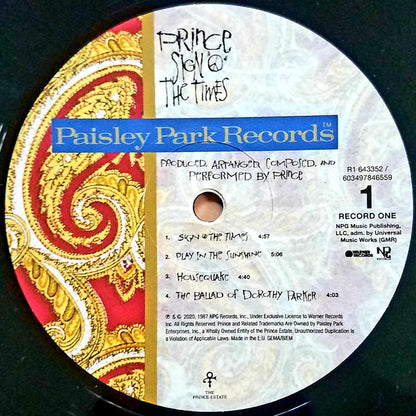 PRINCE
SIGN ☮ THE TIMES
Paisley Park Records™
PRODUCED, ARRANGED, COMPOSED, AND
PERFORMED BY PRINCE
R1 643352 /
603497846559
1
RECORD ONE
NPG Music Publishing,
LLC, adm. by Universal
Music Works (GMR)
WARNER RECORDS
NPG RECORDS
1. SIGN ☮ THE TIMES 4:57
2. PLAY IN THE SUNSHINE 5:06
3. HOUSEQUAKE 4:40
4. THE BALLAD OF DOROTHY PARKER 4:03
℗ & © 2020, 1987 NPG Records, Inc., Under Exclusive License to Warner Records
Inc. All Rights Reserved. Prince and Related Trademarks Are Owned by Paisley Park
Enterprises, Inc., a Wholly Owned Entity of the Prince Estate. Unauthorized Duplication is
a Violation of Applicable Laws. Made in the E.U. GEMA/BIEM
THE
PRINCE ESTATE